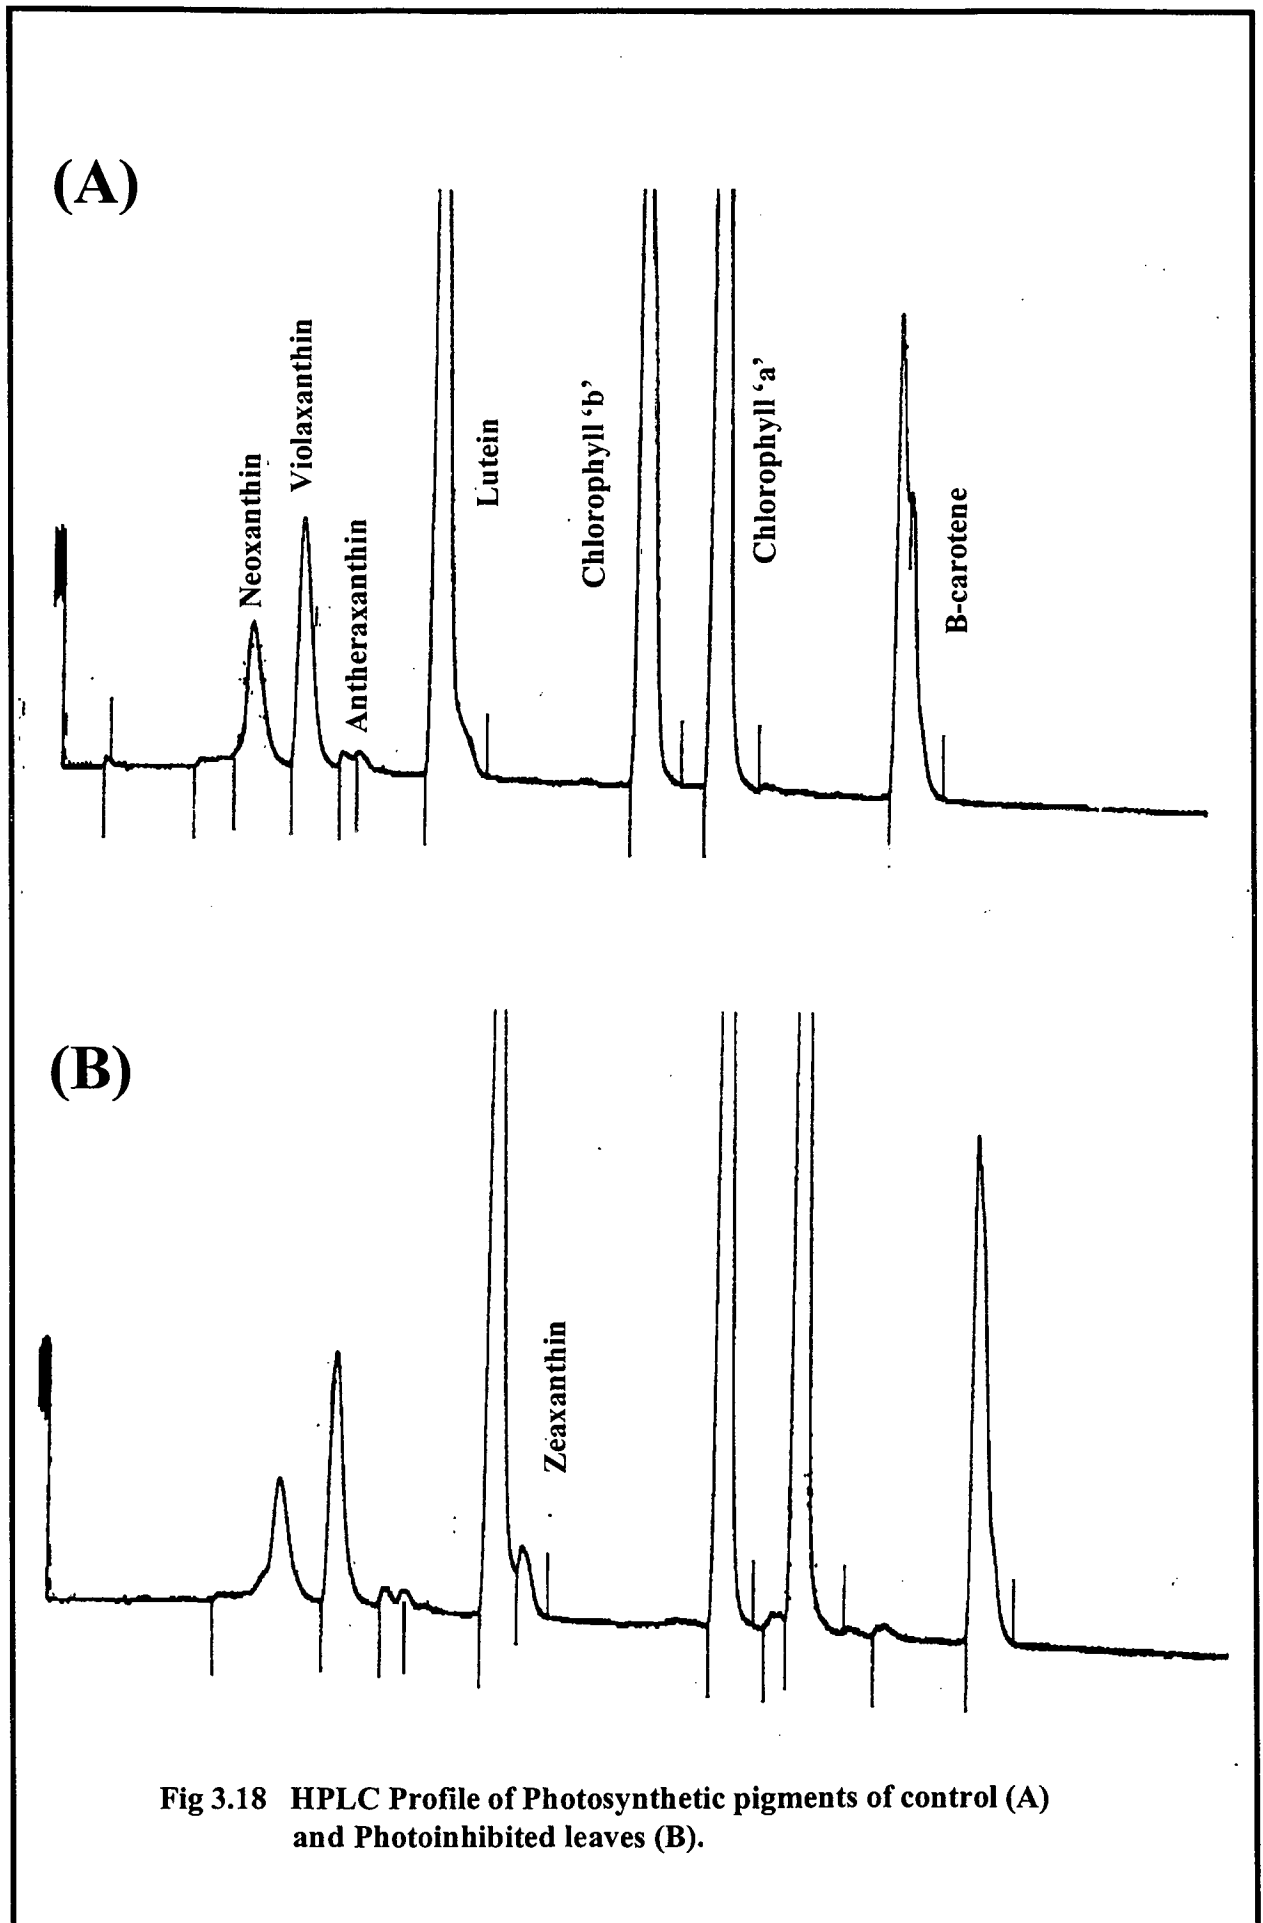 (A)
Neoxanthin
Violaxanthin
Antheraxanthin
Lutein
Chlorophyll ‘b’
Chlorophyll ‘a’
B-carotene
(B)
Zeaxanthin
Fig 3.18 HPLC Profile of Photosynthetic pigments of control (A)
and Photoinhibited leaves (B).